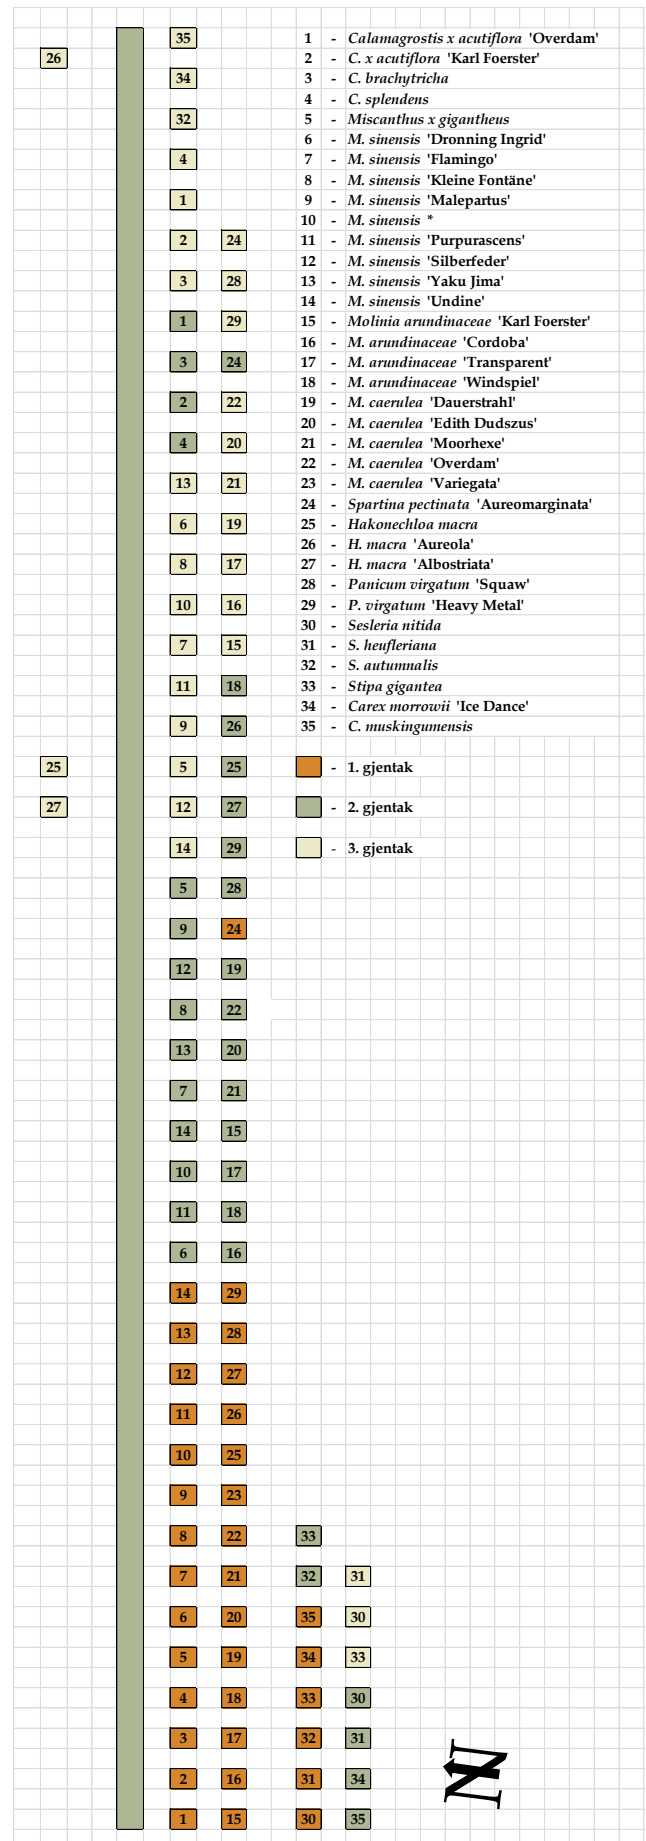 35 1 - Calamagrostis x acutiflora 'Overdam'
26 2 - C. x acutiflora 'Karl Foerster'
34 3 - C. brachytricha
4 - C. splendens
32 5 - Miscanthus x gigantheus
6 - M. sinensis 'Dronning Ingrid'
4 7 - M. sinensis 'Flamingo'
8 - M. sinensis 'Kleine Fontäne'
1 9 - M. sinensis 'Malepartus'
10 - M. sinensis *
2 24 11 - M. sinensis 'Purpurascens'
12 - M. sinensis 'Silberfeder'
3 28 13 - M. sinensis 'Yaku Jima'
14 - M. sinensis 'Undine'
1 29 15 - Molinia arundinaceae 'Karl Foerster'
16 - M. arundinaceae 'Cordoba'
3 24 17 - M. arundinaceae 'Transparent'
18 - M. arundinaceae 'Windspiel'
2 22 19 - M. caerulea 'Dauerstrahl'
20 - M. caerulea 'Edith Dudszus'
4 20 21 - M. caerulea 'Moorhexe'
22 - M. caerulea 'Overdam'
13 21 23 - M. caerulea 'Variegata'
24 - Spartina pectinata 'Aureomarginata'
6 19 25 - Hakonechloa macra
26 - H. macra 'Aureola'
8 17 27 - H. macra 'Albostriata'
28 - Panicum virgatum 'Squaw'
10 16 29 - P. virgatum 'Heavy Metal'
30 - Sesleria nitida
7 15 31 - S. heufleriana
32 - S. autumnalis
11 18 33 - Stipa gigantea
34 - Carex morrowii 'Ice Dance'
9 26 35 - C. muskingumensis
25 5 25 - 1. gjentak
27 12 27 - 2. gjentak
14 29 - 3. gjentak
5 28
9 24
12 19
8 22
13 20
7 21
14 15
10 17
11 18
6 16
14 29
13 28
12 27
11 26
10 25
9 23
8 22 33
7 21 32 31
6 20 35 30
5 19 34 33
4 18 33 30
3 17 32 31
2 16 31 34
1 15 30 35
N